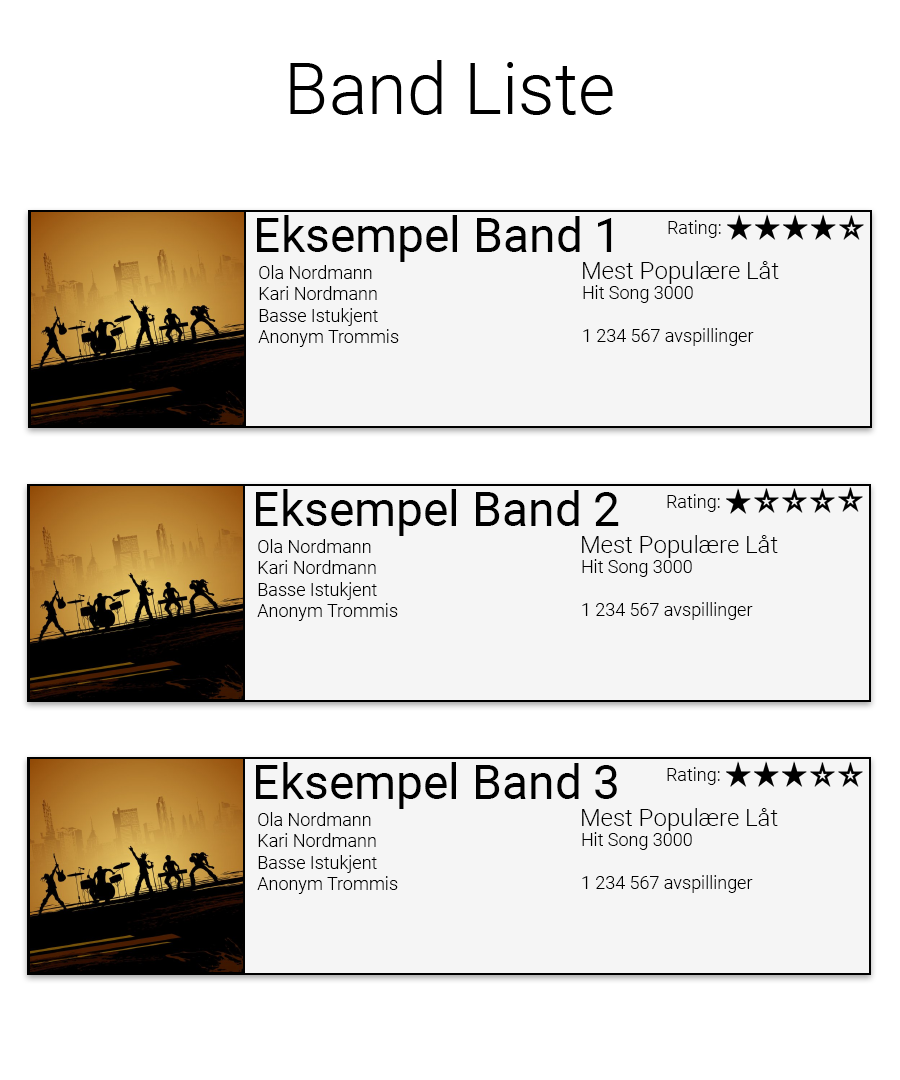 Band Liste
Eksempel Band 1
Rating: ★★★★☆
Ola Nordmann
Kari Nordmann
Basse Istukjent
Anonym Trommis
Mest Populære Låt
Hit Song 3000
1 234 567 avspillinger
Eksempel Band 2
Rating: ★☆☆☆☆
Ola Nordmann
Kari Nordmann
Basse Istukjent
Anonym Trommis
Mest Populære Låt
Hit Song 3000
1 234 567 avspillinger
Eksempel Band 3
Rating: ★★★☆☆
Ola Nordmann
Kari Nordmann
Basse Istukjent
Anonym Trommis
Mest Populære Låt
Hit Song 3000
1 234 567 avspillinger